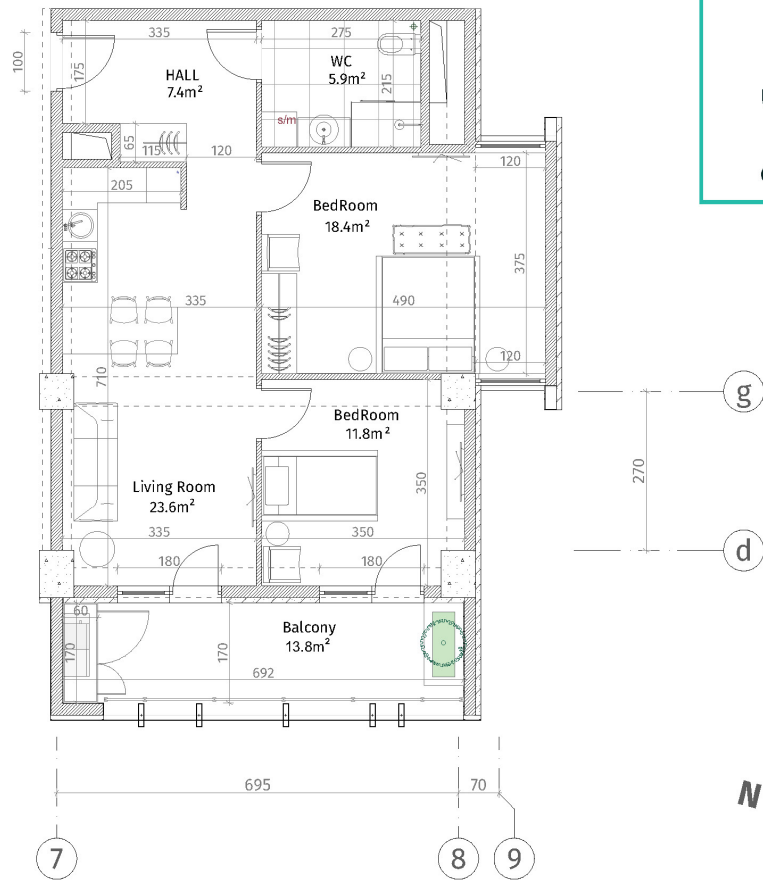 335
275
100
175
HALL
7.4m²
WC
5.9m²
215
s/m
65
115
120
120
205
BedRoom
18.4m²
375
335
490
120
710
g
BedRoom
11.8m²
270
350
Living Room
23.6m²
335
350
d
180
180
60
170
170
Balcony
13.8m²
692
695
70
N
7
8
9